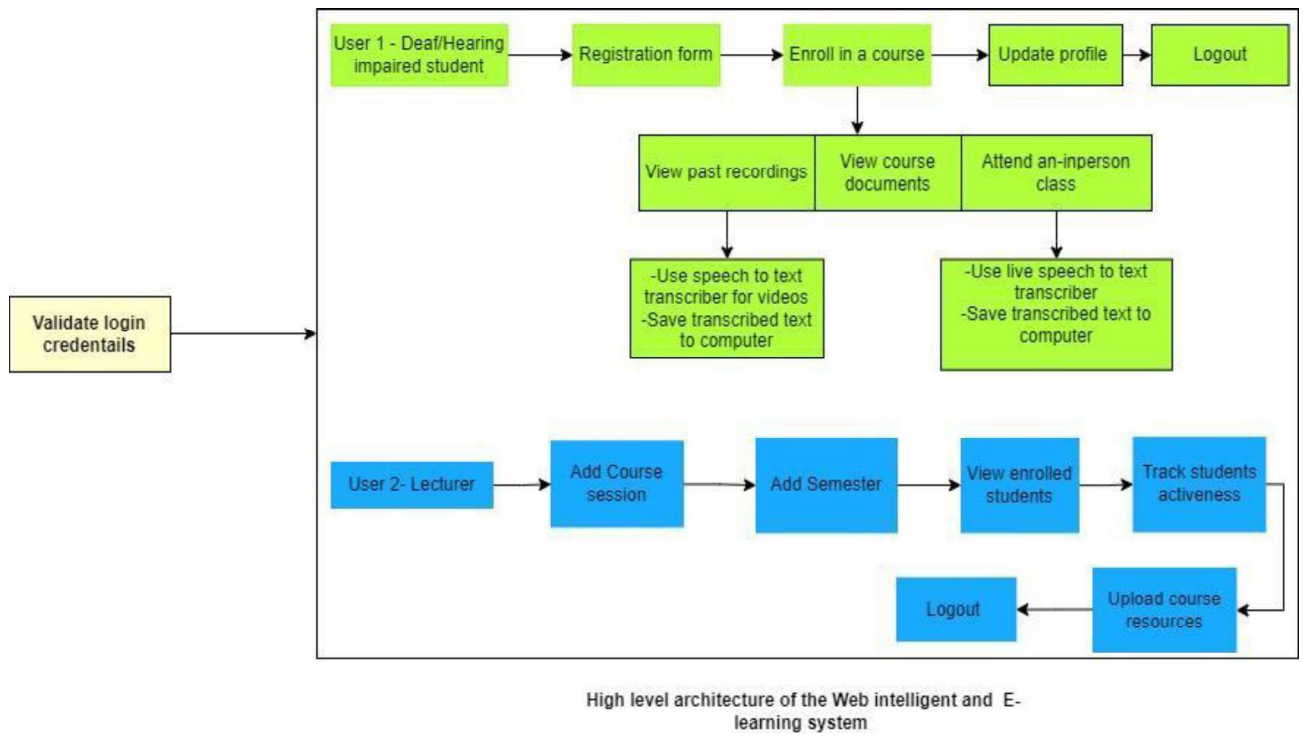 User 1 - Deaf/Hearing
impaired student
Registration form
Enroll in a course
Update profile
Logout
View past recordings
View course
documents
Attend an-inperson
class
-Use speech to text
transcriber for videos
-Save transcribed text
to computer
-Use live speech to text
transcriber
-Save transcribed text to
computer
Validate login
credentails
User 2- Lecturer
Add Course
session
Add Semester
View enrolled
students
Track students
activeness
Upload course
resources
Logout
High level architecture of the Web intelligent and E-
learning system